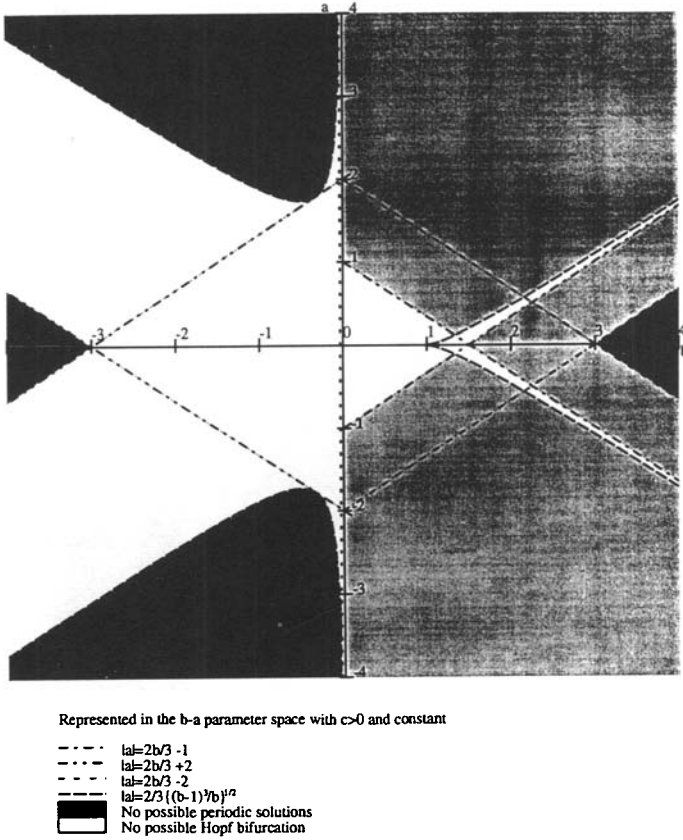 a 4
3
2
1
-3 -2 -1 0 1 2 3 4
-1
-2
-3
-4
Represented in the b-a parameter space with c>0 and constant
|a|=2b/3 -1
|a|=2b/3 +2
|a|=2b/3 -2
|a|=2/3{(b-1)³/b}¹/²
No possible periodic solutions
No possible Hopf bifurcation